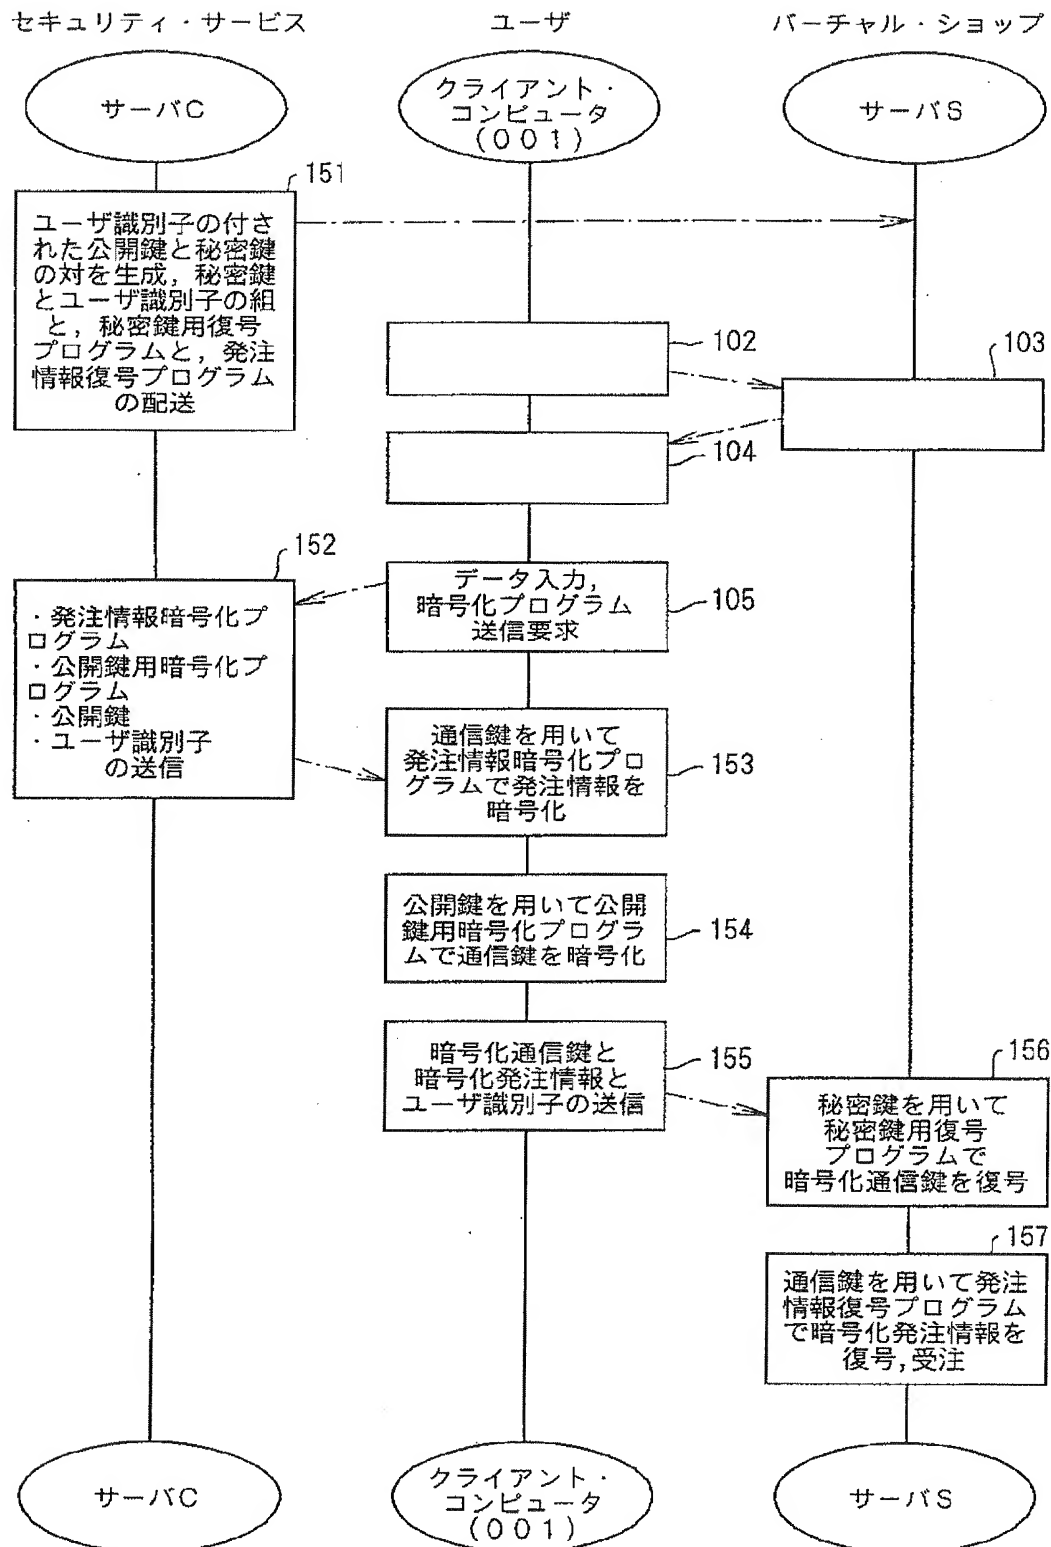 セキュリティ・サービス
ユーザ
バーチャル・ショップ
サーバC
クライアント・
コンピュータ
(001)
サーバS
151
ユーザ識別子の付さ
れた公開鍵と秘密鍵
の対を生成,秘密鍵
とユーザ識別子の組
と,秘密鍵用復号
プログラムと,発注
情報復号プログラム
の配送
102
103
104
152
・発注情報暗号化プ
ログラム
・公開鍵用暗号化プ
ログラム
・公開鍵
・ユーザ識別子
の送信
データ入力,
暗号化プログラム
送信要求
105
通信鍵を用いて
発注情報暗号化プロ
グラムで発注情報を
暗号化
153
公開鍵を用いて公開
鍵用暗号化プログラ
ムで通信鍵を暗号化
154
暗号化通信鍵と
暗号化発注情報と
ユーザ識別子の送信
155
156
秘密鍵を用いて
秘密鍵用復号
プログラムで
暗号化通信鍵を復号
157
通信鍵を用いて発注
情報復号プログラム
で暗号化発注情報を
復号,受注
サーバC
クライアント・
コンピュータ
(001)
サーバS